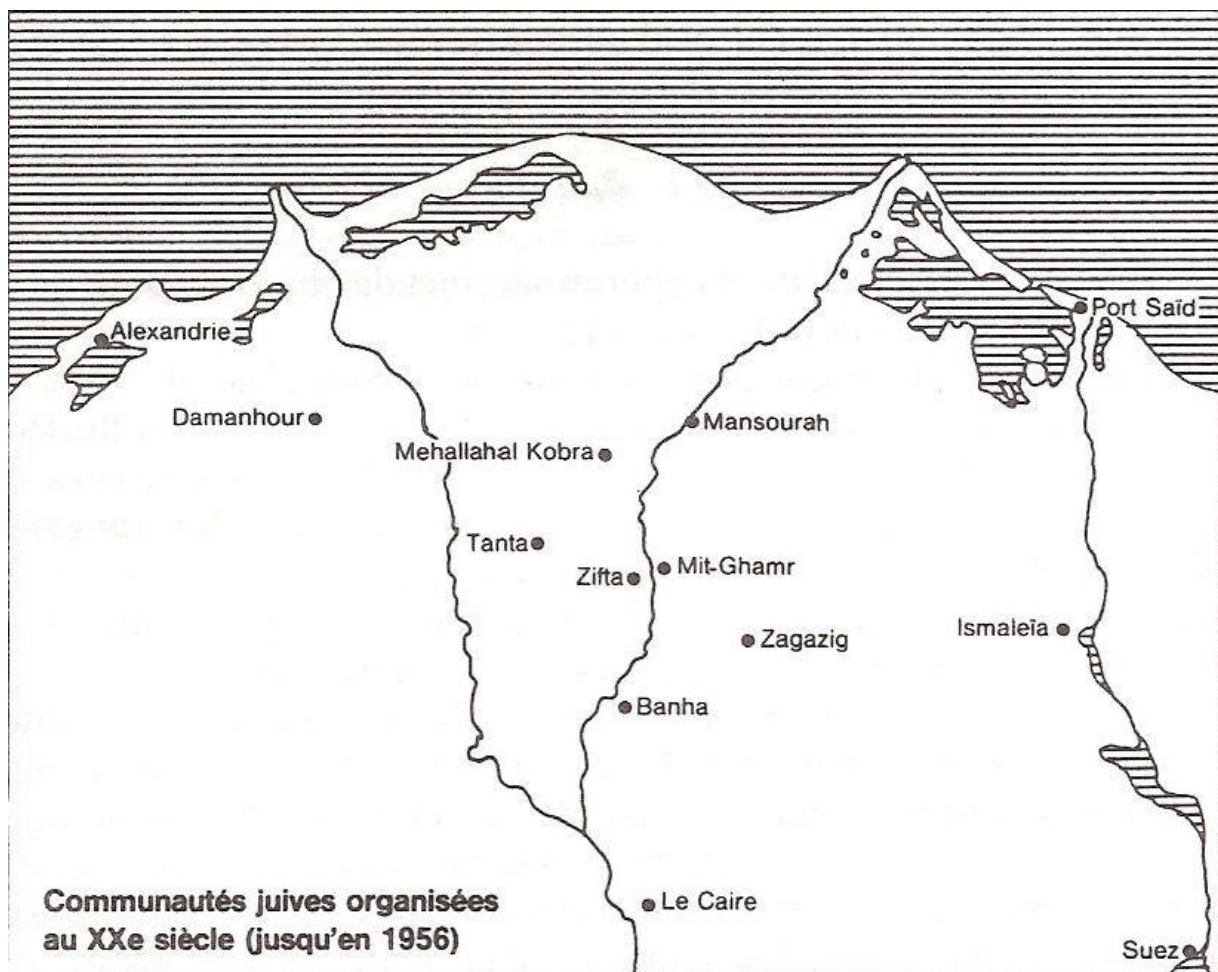 Port Saïd
Alexandrie
Damanhour
Mansourah
Mehallahal Kobra
Tanta
Mit-Ghamr
Zifta
Ismaleïa
Zagazig
Banha
Communautés juives organisées
au XXe siècle (jusqu'en 1956)
Le Caire
Suez